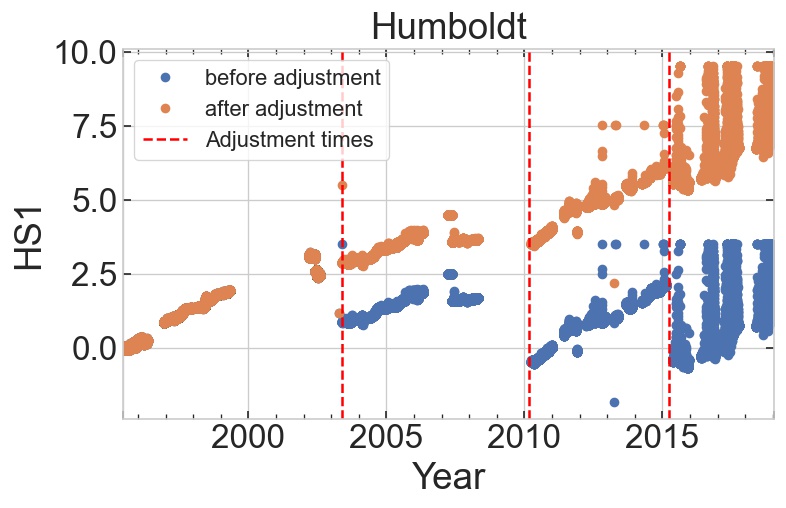 Humboldt
10.0
7.5
5.0
2.5
0.0
HS1
before adjustment
after adjustment
Adjustment times
2000
2005
2010
2015
Year